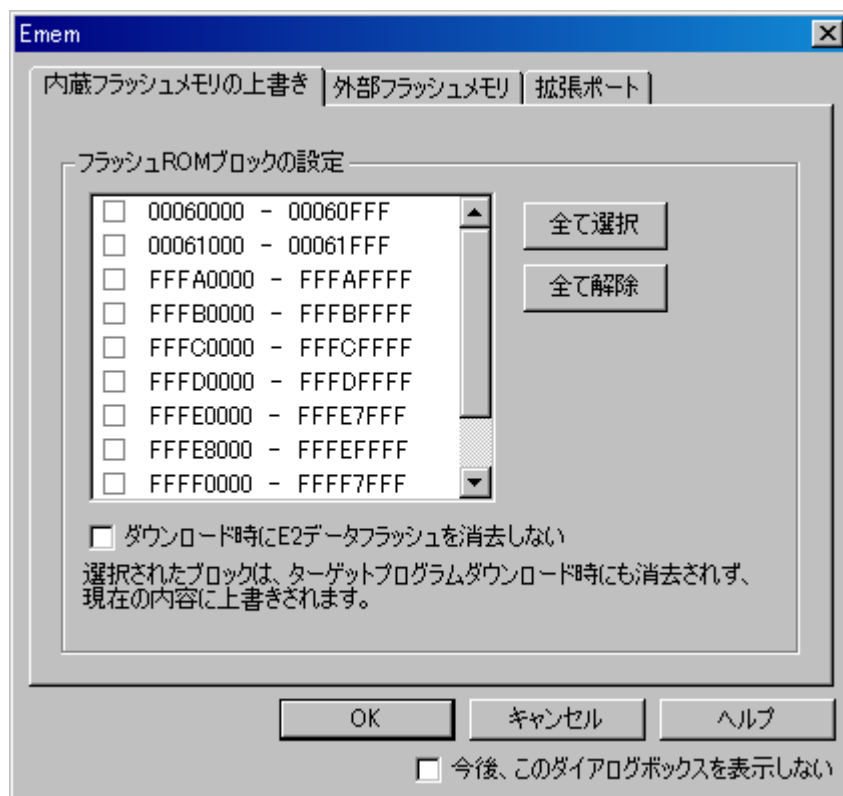 Emem
内蔵フラッシュメモリの上書き 外部フラッシュメモリ 拡張ポート
フラッシュROMブロックの設定
00060000 - 00060FFF
00061000 - 00061FFF
FFFA0000 - FFFAFFFF
FFFB0000 - FFFBFFFF
FFFC0000 - FFFCFFFF
FFFD0000 - FFFDFFFF
FFFE0000 - FFFE7FFF
FFFE8000 - FFFEFFFF
FFFF0000 - FFFF7FFF
全て選択
全て解除
ダウンロード時にE2データフラッシュを消去しない
選択されたブロックは、ターゲットプログラムダウンロード時にも消去されず、
現在の内容に上書きされます。
OK キャンセル ヘルプ
今後、このダイアログボックスを表示しない